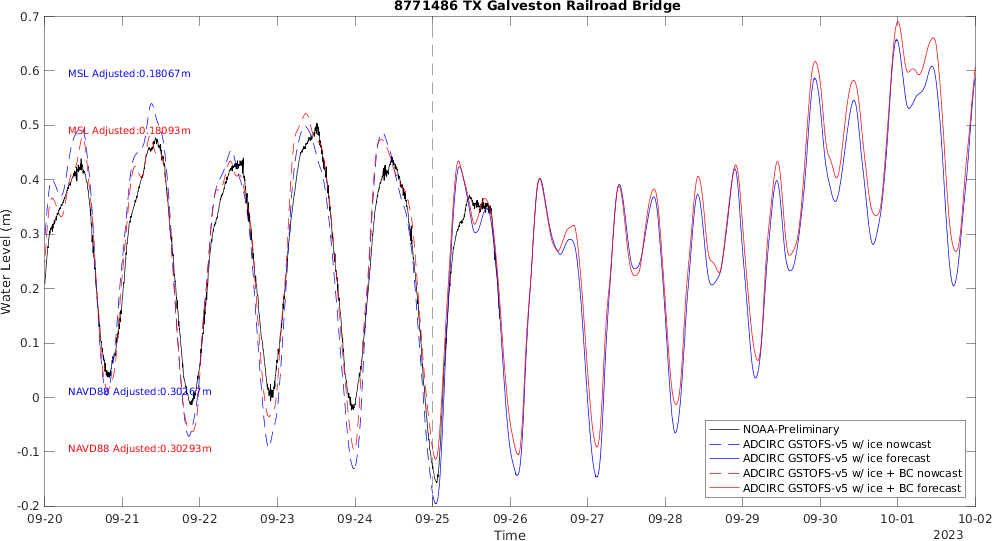 8771486 TX Galveston Railroad Bridge
0.7
0.6
0.5
0.4
0.3
0.2
0.1
0
-0.1
-0.2
Water Level (m)
MSL Adjusted:0.18067m
MSL Adjusted:0.18093m
NAVD88 Adjusted:0.30267m
NAVD88 Adjusted:0.30293m
NOAA-Preliminary
ADCIRC GSTOFS-v5 w/ ice nowcast
ADCIRC GSTOFS-v5 w/ ice forecast
ADCIRC GSTOFS-v5 w/ ice + BC nowcast
ADCIRC GSTOFS-v5 w/ ice + BC forecast
09-20 09-21 09-22 09-23 09-24 09-25 09-26 09-27 09-28 09-29 09-30 10-01 10-02
Time
2023